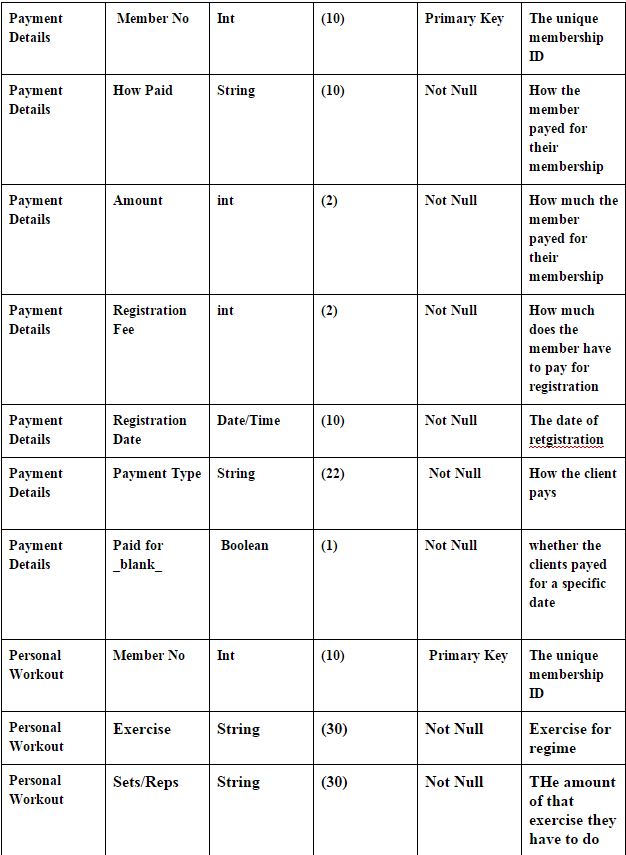 Payment
Details
Member No
Int
(10)
Primary Key
The unique
membership
ID
Payment
Details
How Paid
String
(10)
Not Null
How the
member
payed for
their
membership
Payment
Details
Amount
int
(2)
Not Null
How much the
member
payed for
their
membership
Payment
Details
Registration
Fee
int
(2)
Not Null
How much
does the
member have
to pay for
registration
Payment
Details
Registration
Date
Date/Time
(10)
Not Null
The date of
retgistration
Payment
Details
Payment Type
String
(22)
Not Null
How the client
pays
Payment
Details
Paid for
_blank_
Boolean
(1)
Not Null
whether the
clients payed
for a specific
date
Personal
Workout
Member No
Int
(10)
Primary Key
The unique
membership
ID
Personal
Workout
Exercise
String
(30)
Not Null
Exercise for
regime
Personal
Workout
Sets/Reps
String
(30)
Not Null
THe amount
of that
exercise they
have to do